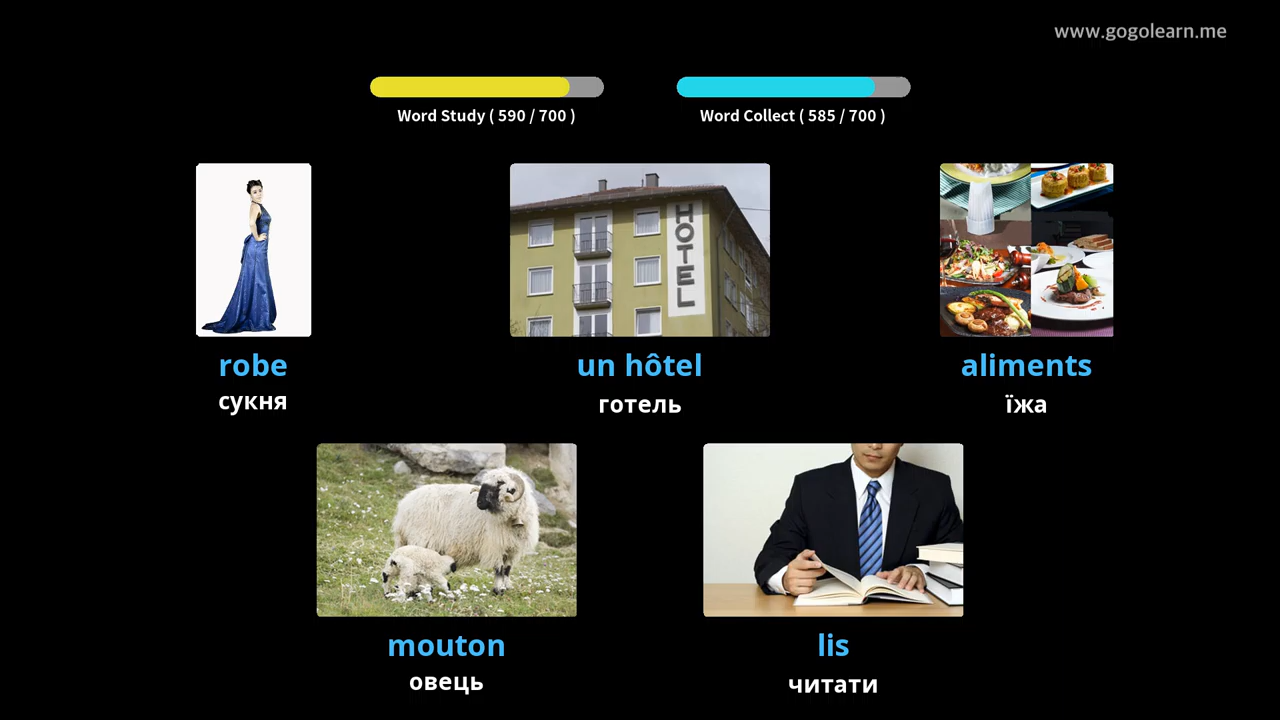 www.gogolearn.me
Word Study ( 590 / 700 )
Word Collect ( 585 / 700 )
HOTEL
robe
сукня
un hôtel
готель
aliments
їжа
mouton
овець
lis
читати